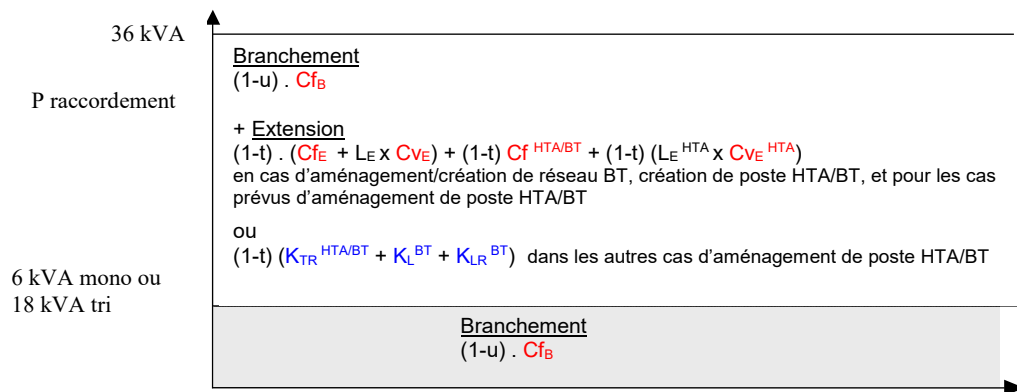 36 kVA
Branchement
(1-u) . CfB
P raccordement
+ Extension
(1-t) . (CfE + LE x CvE) + (1-t) Cf HTA/BT + (1-t) (LE HTA x CvE HTA)
en cas d’aménagement/création de réseau BT, création de poste HTA/BT, et pour les cas
prévus d’aménagement de poste HTA/BT
ou
(1-t) (KTR HTA/BT + KL BT + KLR BT) dans les autres cas d’aménagement de poste HTA/BT
6 kVA mono ou
18 kVA tri
Branchement
(1-u) . CfB